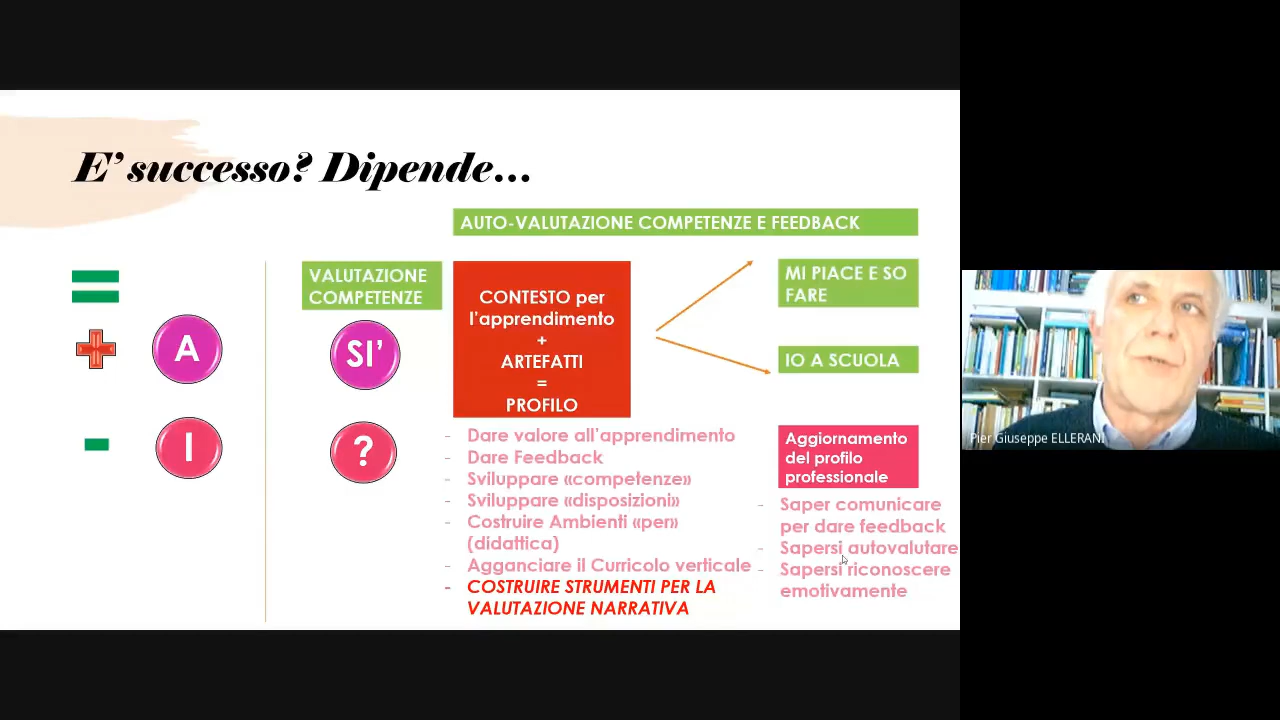 E' successo? Dipende...
AUTO-VALUTAZIONE COMPETENZE E FEEDBACK
VALUTAZIONE
COMPETENZE
A
SI'
I
?
CONTESTO per
l'apprendimento
+
ARTEFATTI
=
PROFILO
MI PIACE E SO
FARE
IO A SCUOLA
- Dare valore all'apprendimento
- Dare Feedback
- Sviluppare «competenze»
- Sviluppare «disposizioni»
- Costruire Ambienti «per»
(didattica)
- Agganciare il Curricolo verticale
- COSTRUIRE STRUMENTI PER LA
VALUTAZIONE NARRATIVA
Aggiornamento
del profilo
professionale
- Saper comunicare
per dare feedback
- Sapersi autovalutare
- Sapersi riconoscere
emotivamente
Pier Giuseppe ELLERANI